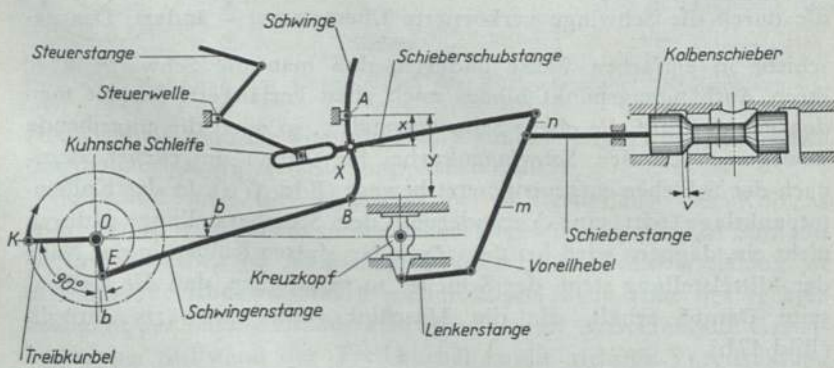 Schwinge
Steuerstange
Schieberschubstange
Kolbenschieber
Steuerwelle
A
n
x
y
Kuhnsche Schleife
χ
v
b
B
m
O
K
E
Schieberstange
90°
Kreuzkopf
Voreilhebel
Schwingenstange
b
Lenkerstange
Treibkurbel